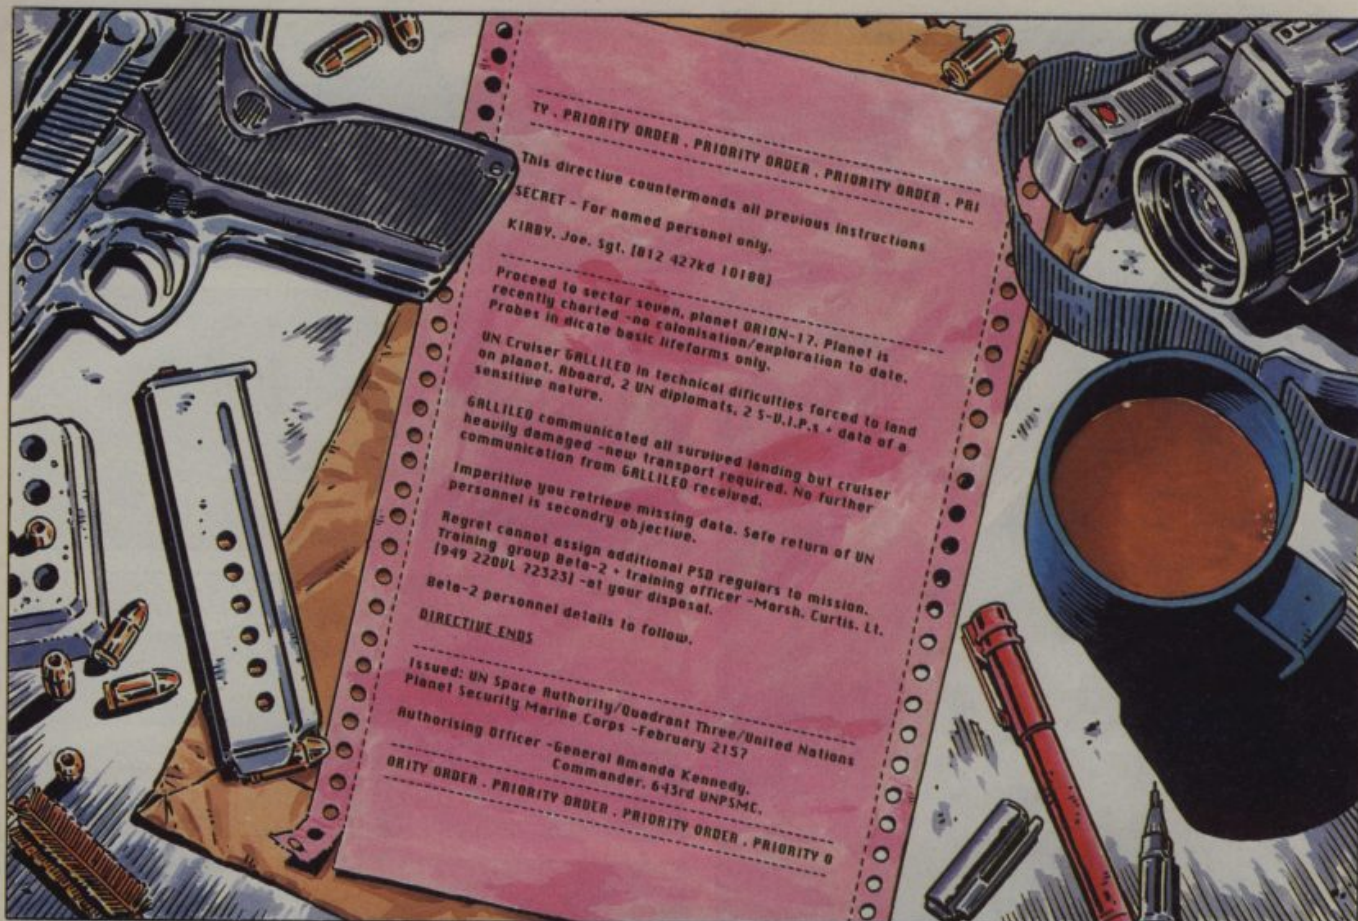 TY . PRIORITY ORDER . PRIORITY ORDER . PRIORITY ORDER . PRI
This directive countermands all previous instructions
SECRET - For named personel only.
KIRBY, Joe, Sgt. [812 427kd 10188]
Proceed to sector seven, planet ORION-17. Planet is
recently charted -no colonisation/exploration to date.
Probes in dicate basic lifeforms only.
UN Cruiser GALLILEO in technical dificulties forced to land
on planet. Aboard, 2 UN diplomats, 2 S-V.I.P.s + data of a
sensitive nature.
GALLILEO communicated all survived landing but cruiser
heavily damaged -new transport required. No further
communication from GALLILEO received.
Imperitive you retrieve missing data. Safe return of UN
personnel is secondry objective.
Regret cannot assign additional PSD regulars to mission.
Training group Beta-2 + training officer -Marsh, Curtis, Lt.
[949 220VL 72323] -at your disposal.
Beta-2 personnel details to follow.
DIRECTIVE ENDS
Issued: UN Space Authority/Quadrant Three/United Nations
Planet Security Marine Corps -February 2157
Authorising Officer -General Amanda Kennedy,
Commander, 643rd UNPSMC.
ORITY ORDER . PRIORITY ORDER . PRIORITY ORDER . PRIORITY O